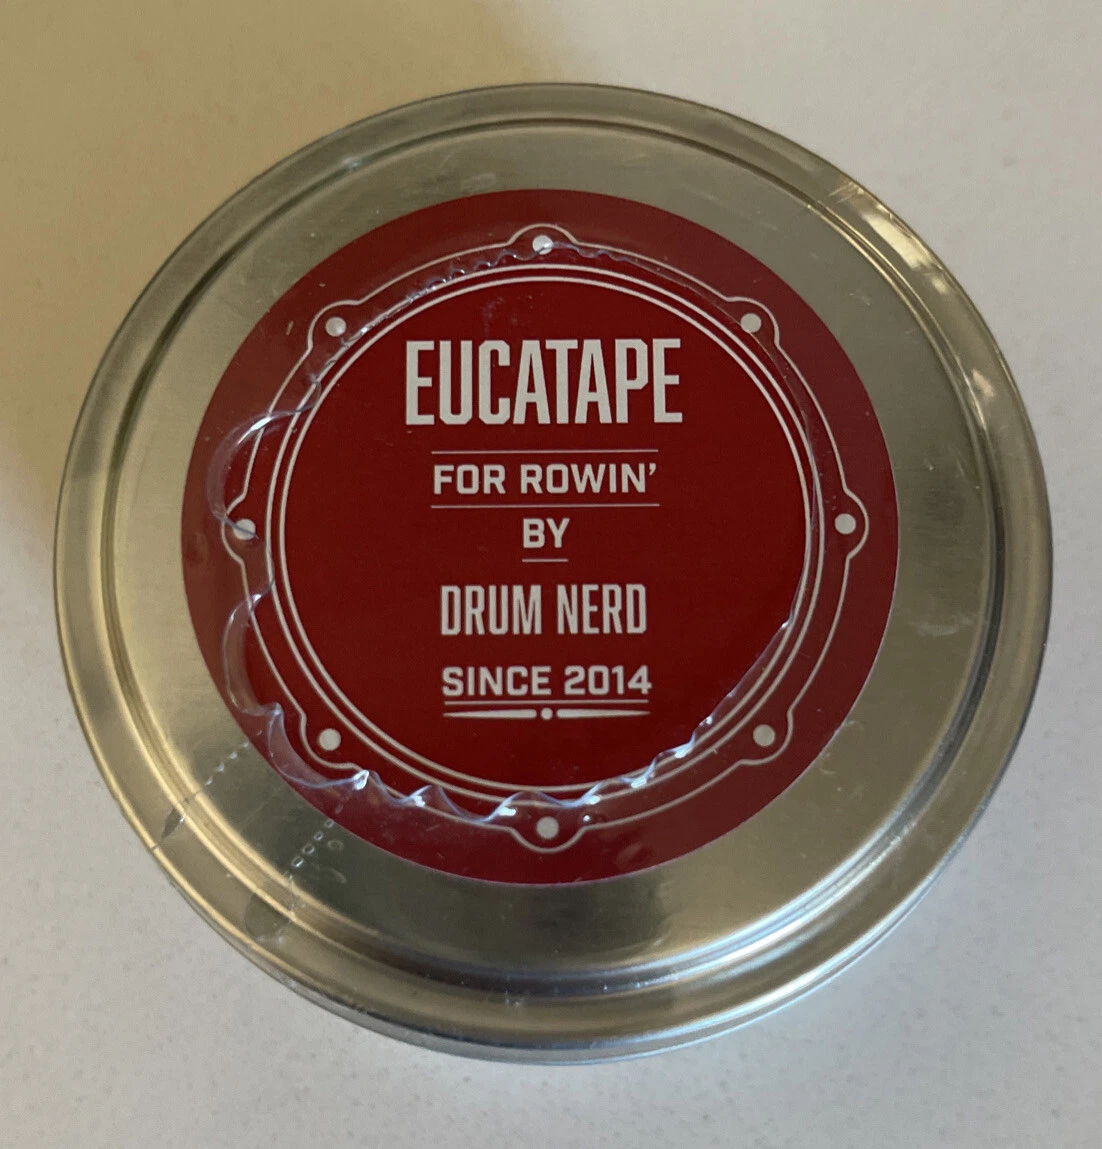 EUCATAPE
FOR ROWIN’
BY
DRUM NERD
SINCE 2014